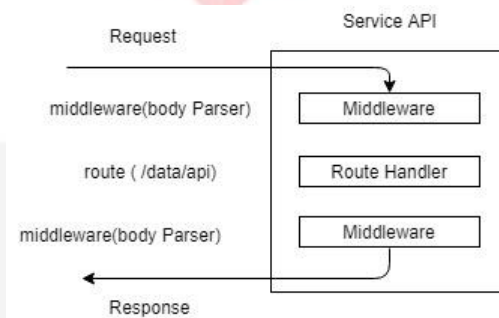 Service API
Request
middleware(body Parser)
Middleware
route ( /data/api)
Route Handler
middleware(body Parser)
Middleware
Response